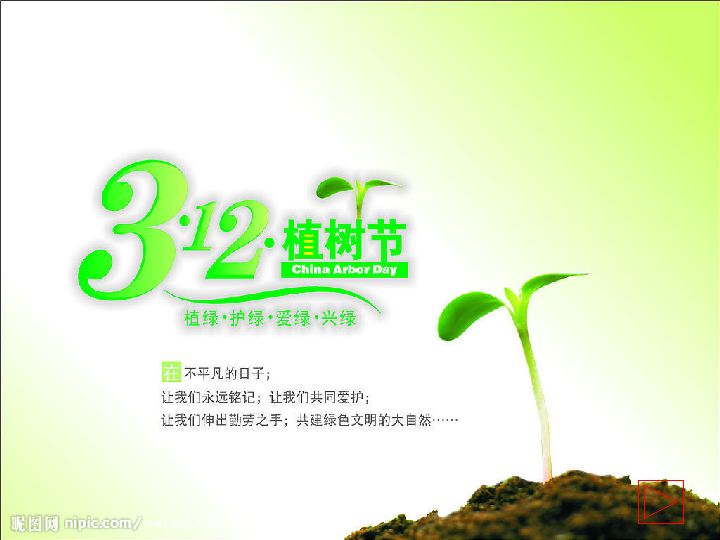 3·12·植树节
China Arbor Day
植绿·护绿·爱绿·兴绿
在不平凡的日子；
让我们永远铭记；让我们共同爱护；
让我们伸出勤劳之手；共建绿色文明的大自然……
昵图网 nipic.com/